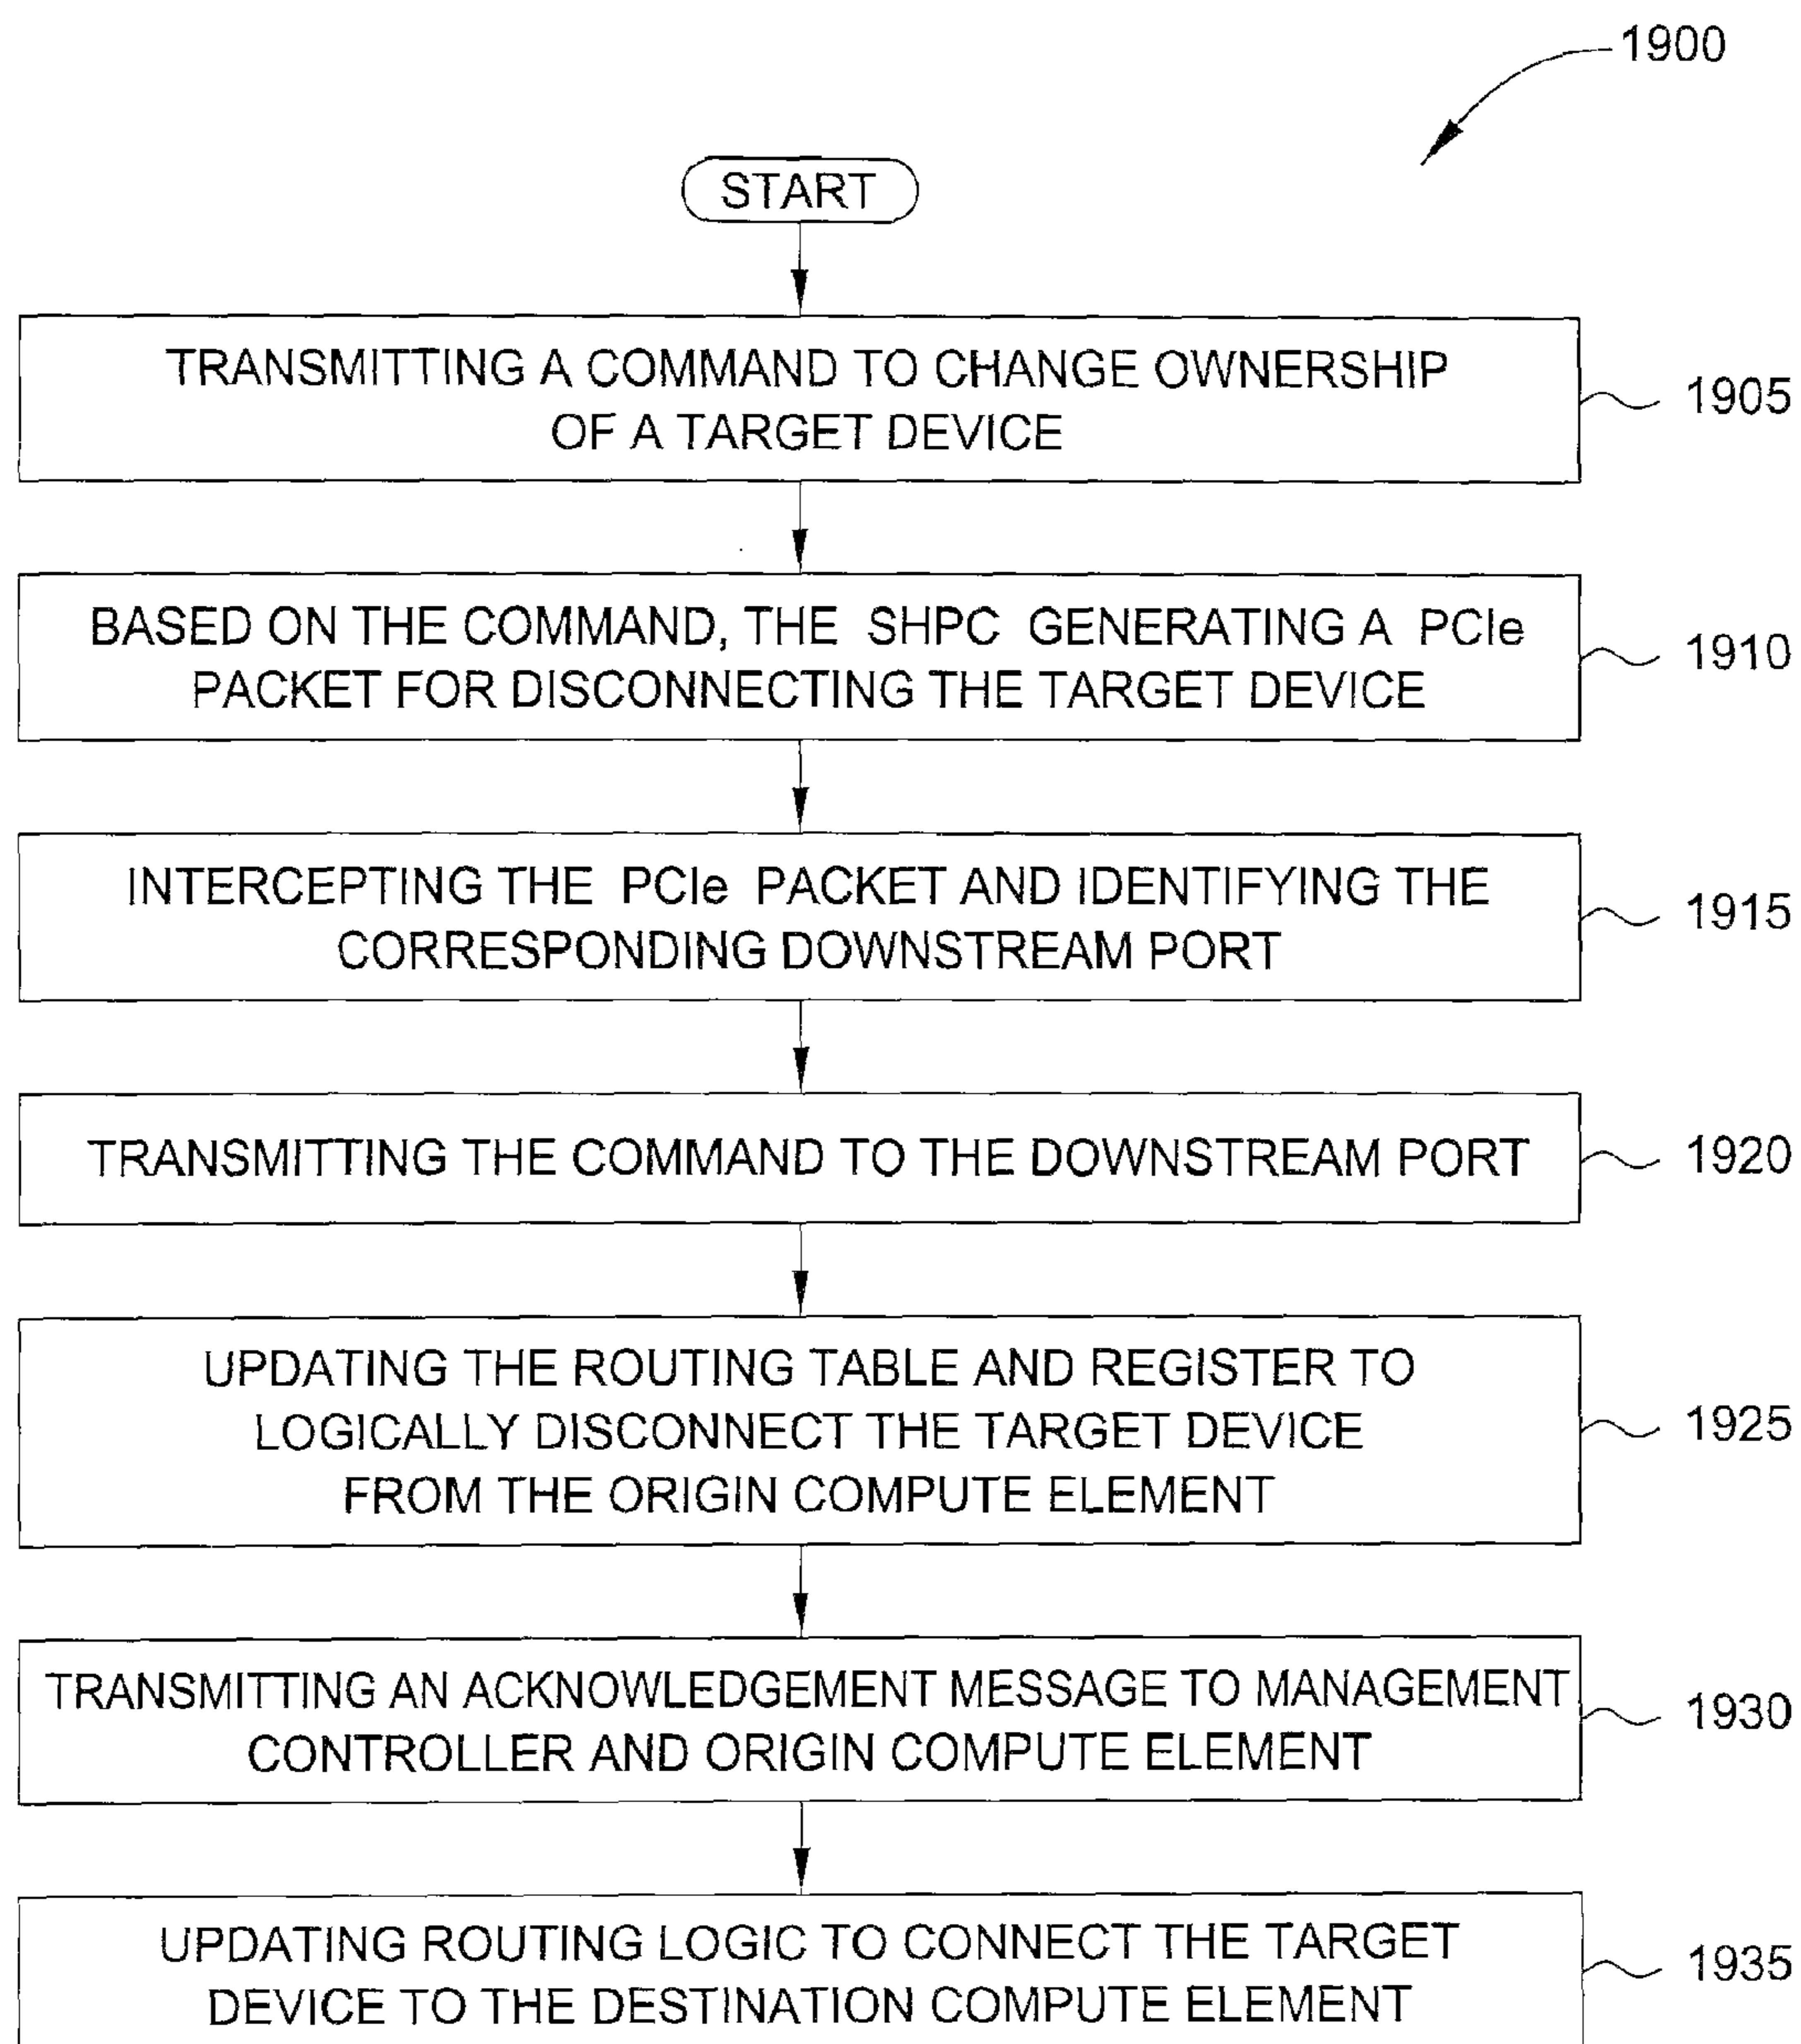 1900
START
TRANSMITTING A COMMAND TO CHANGE OWNERSHIP
OF A TARGET DEVICE
1905
BASED ON THE COMMAND, THE SHPC GENERATING A PCIe
PACKET FOR DISCONNECTING THE TARGET DEVICE
1910
INTERCEPTING THE PCIe PACKET AND IDENTIFYING THE
CORRESPONDING DOWNSTREAM PORT
1915
TRANSMITTING THE COMMAND TO THE DOWNSTREAM PORT
1920
UPDATING THE ROUTING TABLE AND REGISTER TO
LOGICALLY DISCONNECT THE TARGET DEVICE
FROM THE ORIGIN COMPUTE ELEMENT
1925
TRANSMITTING AN ACKNOWLEDGEMENT MESSAGE TO MANAGEMENT
CONTROLLER AND ORIGIN COMPUTE ELEMENT
1930
UPDATING ROUTING LOGIC TO CONNECT THE TARGET
DEVICE TO THE DESTINATION COMPUTE ELEMENT
1935